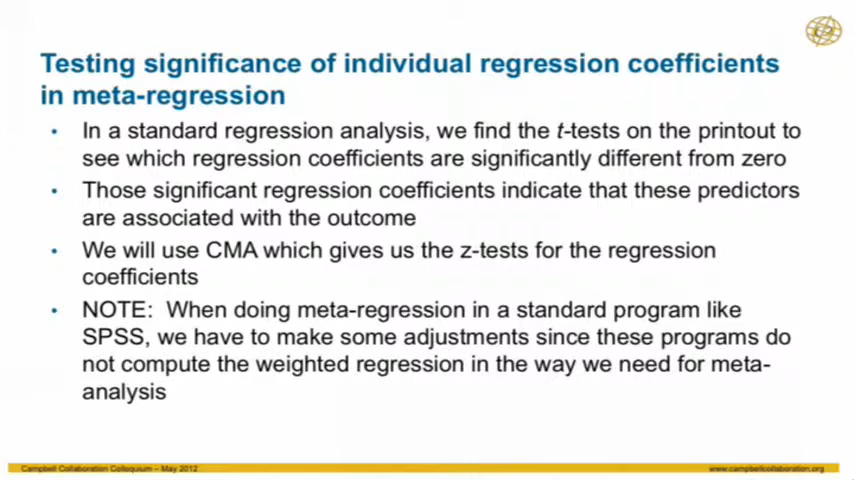 Testing significance of individual regression coefficients
in meta-regression
• In a standard regression analysis, we find the t-tests on the printout to
see which regression coefficients are significantly different from zero
• Those significant regression coefficients indicate that these predictors
are associated with the outcome
• We will use CMA which gives us the z-tests for the regression
coefficients
• NOTE: When doing meta-regression in a standard program like
SPSS, we have to make some adjustments since these programs do
not compute the weighted regression in the way we need for meta-
analysis
Campbell Collaboration Colloquium – May 2012
www.campbellcollaboration.org